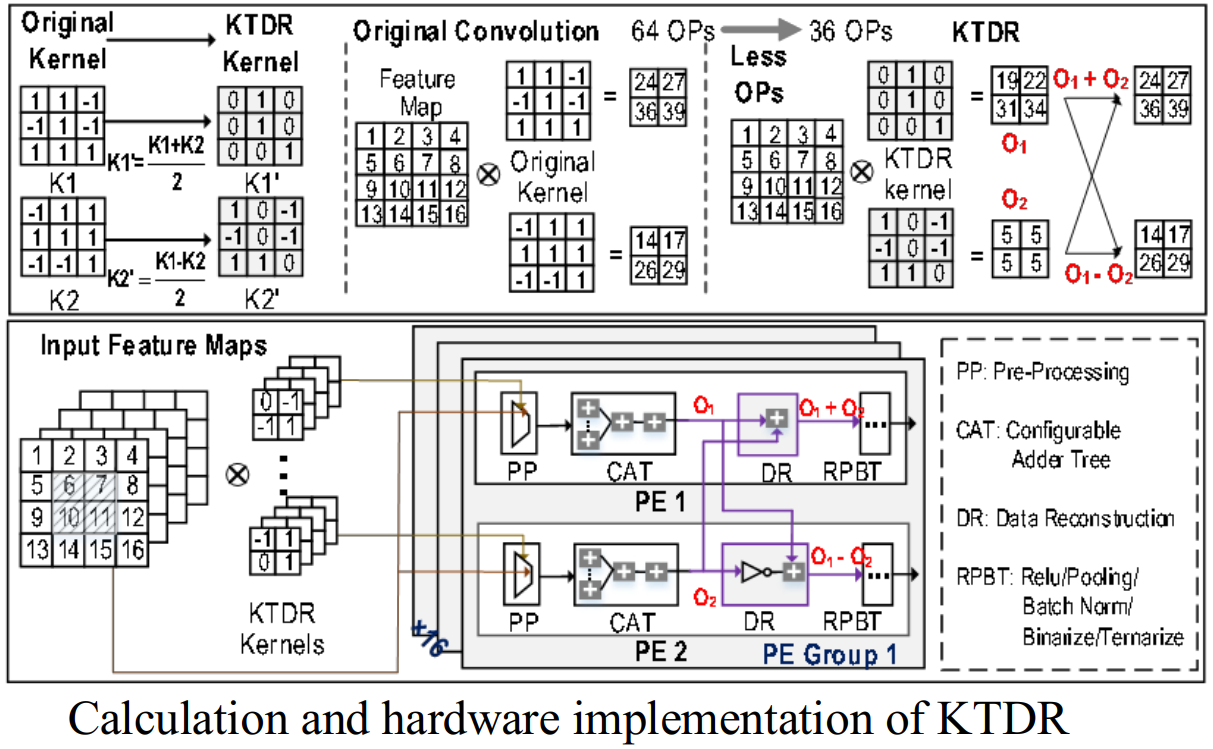 Original
Kernel
KTDR
Kernel
1 1 -1
-1 1 1
1 1 1
K1
K1'=
K1+K2
2
0 1 0
0 1 0
0 0 1
K1'
-1 1 1
1 1 1
-1 -1 1
K2
K2' =
K1-K2
2
1 0 -1
-1 0 -1
1 1 0
K2'
Original Convolution
Feature
Map
1 2 3 4
5 6 7 8
9 10 11 12
13 14 15 16
⊗
1 1 -1
-1 1 1
1 1 1
=
24 27
36 39
Original
Kernel
-1 1 1
1 1 1
-1 -1 1
=
14 17
26 29
64 OPs
36 OPs
KTDR
Less
OPs
1 2 3 4
5 6 7 8
9 10 11 12
13 14 15 16
⊗
0 1 0
0 1 0
0 0 1
=
19 22
31 34
O1
O1 + O2
24 27
36 39
KTDR
kernel
1 0 -1
-1 0 -1
1 1 0
=
O2
5 5
5 5
O1 - O2
14 17
26 29
Input Feature Maps
1 2 3 4
5 6 7 8
9 10 11 12
13 14 15 16
⊗
0 -1
-1 1
-1 1
0 1
KTDR
Kernels
PP
CAT
O1
DR
O1 + O2
RPBT
PE 1
PP
CAT
O2
DR
O1 - O2
RPBT
PE 2
PE Group 1
+16
PP: Pre-Processing
CAT: Configurable
Adder Tree
DR: Data Reconstruction
RPBT: Relu/Pooling/
Batch Norm/
Binarize/Ternarize
Calculation and hardware implementation of KTDR